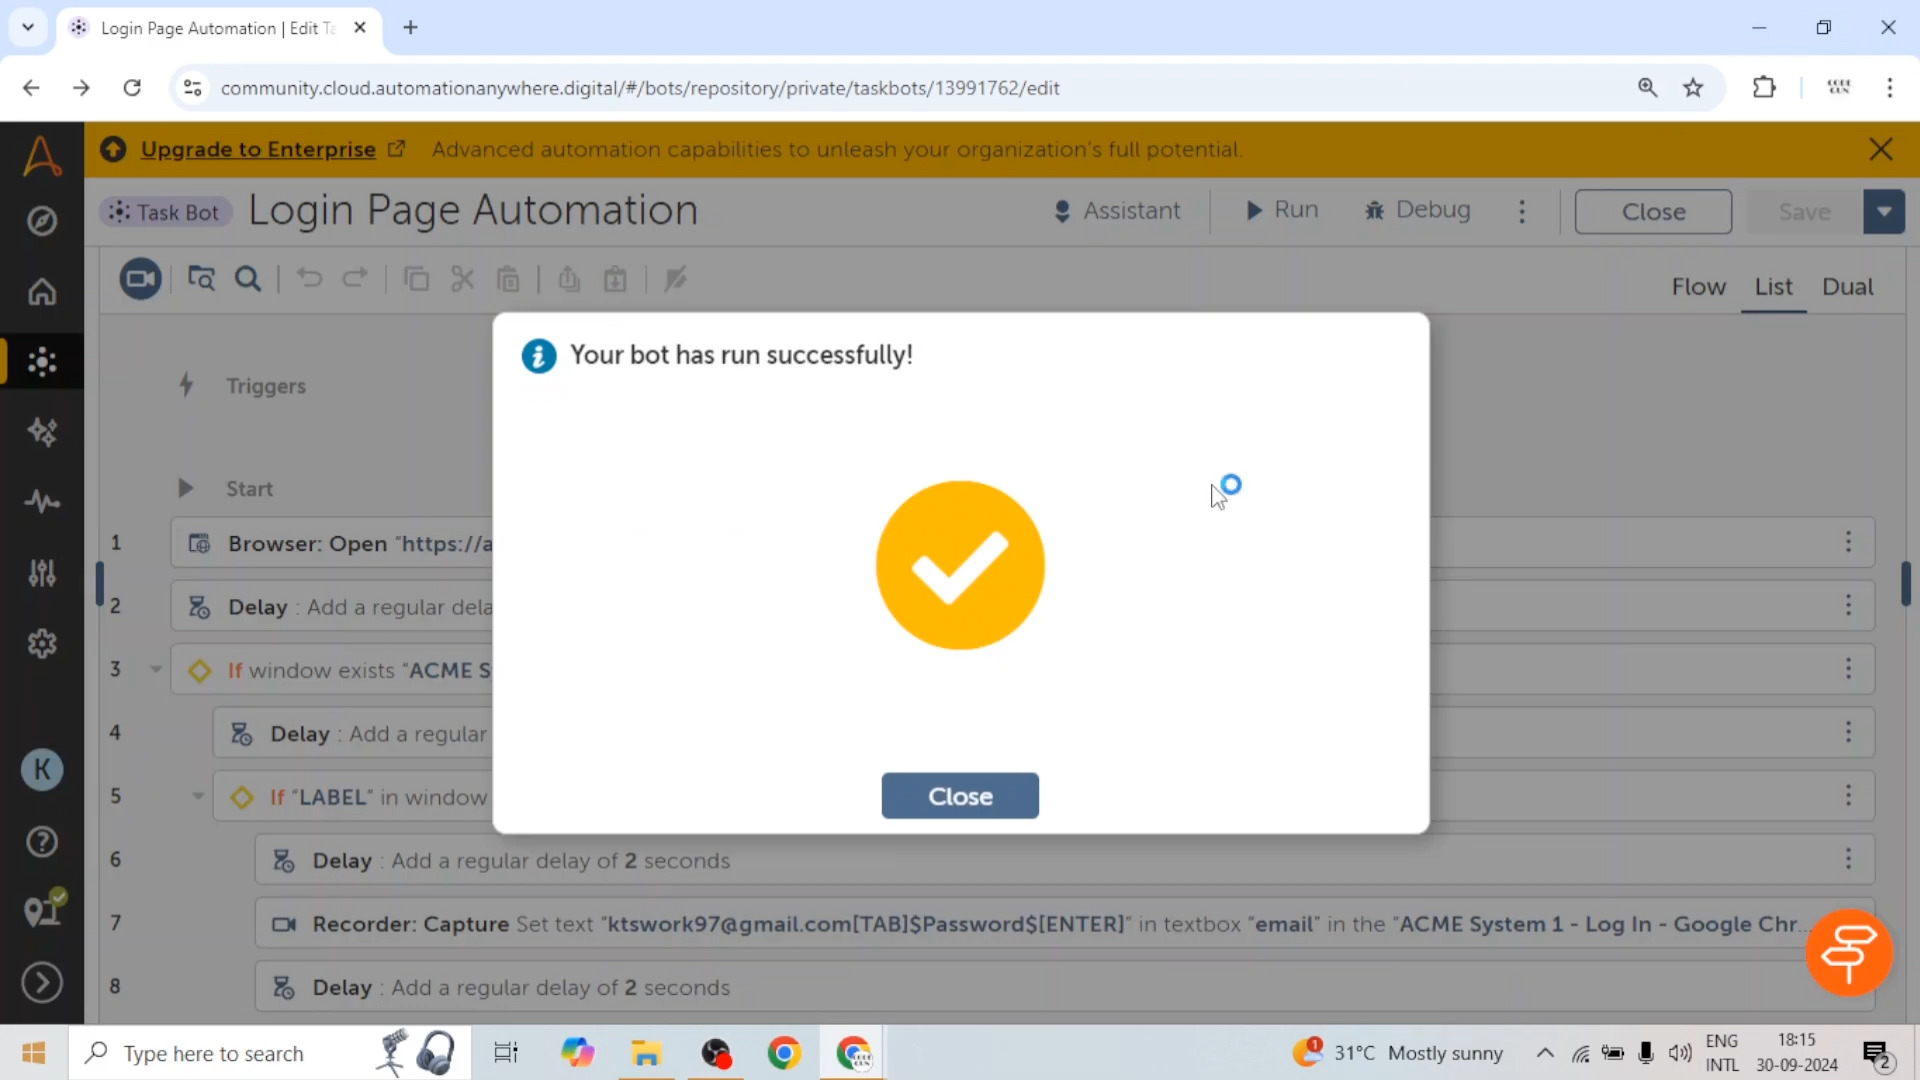 Login Page Automation | Edit Ta
community.cloud.automationanywhere.digital/#/bots/repository/private/taskbots/13991762/edit
CODE
GUN
Upgrade to Enterprise Advanced automation capabilities to unleash your organization's full potential.
Task Bot Login Page Automation Assistant Run Debug Close Save
Flow List Dual
Your bot has run successfully!
Triggers
Start
1 Browser: Open "https://a
2 Delay : Add a regular dela
3 If window exists "ACME S
4 Delay : Add a regular
5 If "LABEL" in window
Close
6 Delay : Add a regular delay of 2 seconds
7 Recorder: Capture Set text "ktswork97@gmail.com[TAB]$Password$[ENTER]" in textbox "email" in the "ACME System 1 - Log In - Google Chr...
8 Delay : Add a regular delay of 2 seconds
K
Type here to search
1 31°C Mostly sunny
ENG
INTL
18:15
30-09-2024
2